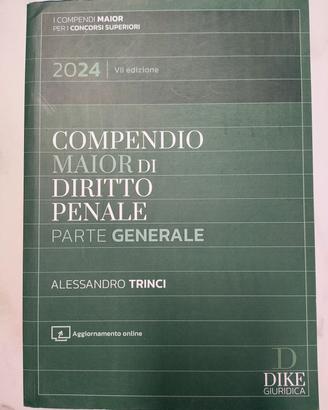 I COMPENDI MAIOR
PER I CONCORSI SUPERIORI
2024 VII edizione
COMPENDIO
MAIOR DI
DIRITTO
PENALE
PARTE GENERALE
ALESSANDRO TRINCI
Aggiornamento online
D
DIKE
GIURIDICA